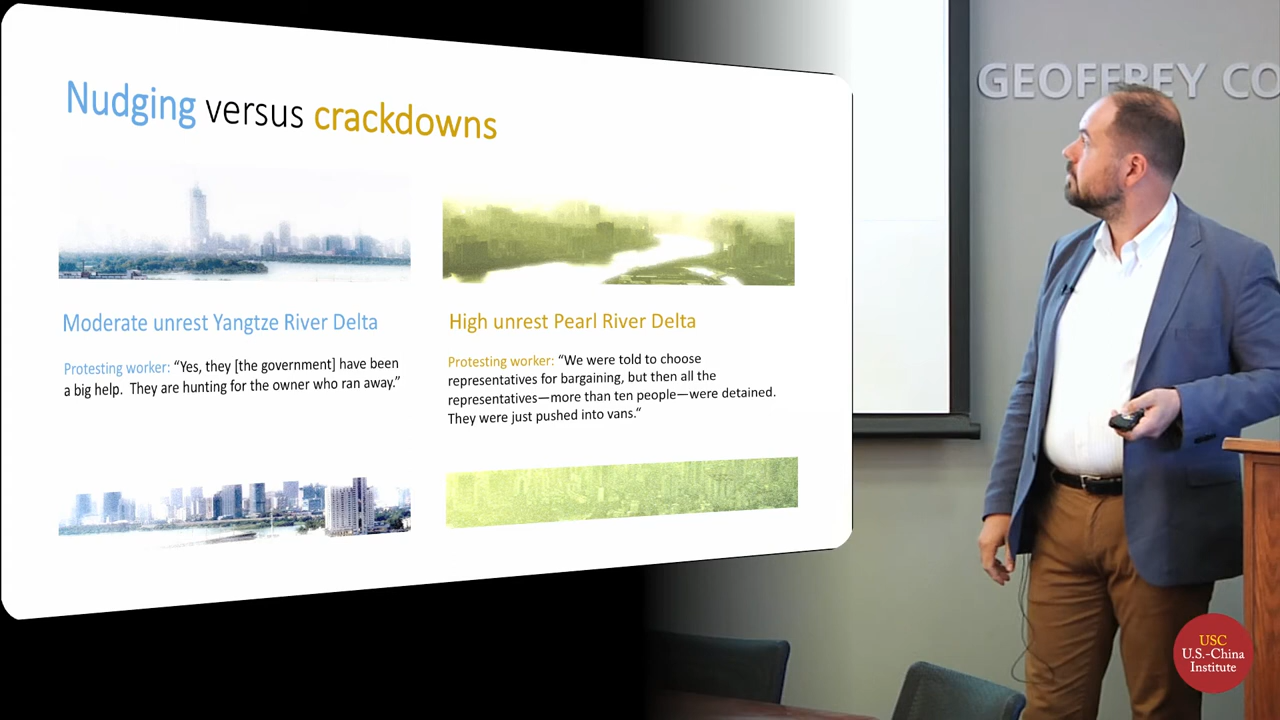 Nudging versus crackdowns
Moderate unrest Yangtze River Delta
Protesting worker: “Yes, they [the government] have been
a big help. They are hunting for the owner who ran away.”
High unrest Pearl River Delta
Protesting worker: “We were told to choose
representatives for bargaining, but then all the
representatives—more than ten people—were detained.
They were just pushed into vans.“
GEOFFREY CO
USC
U.S.-China
Institute